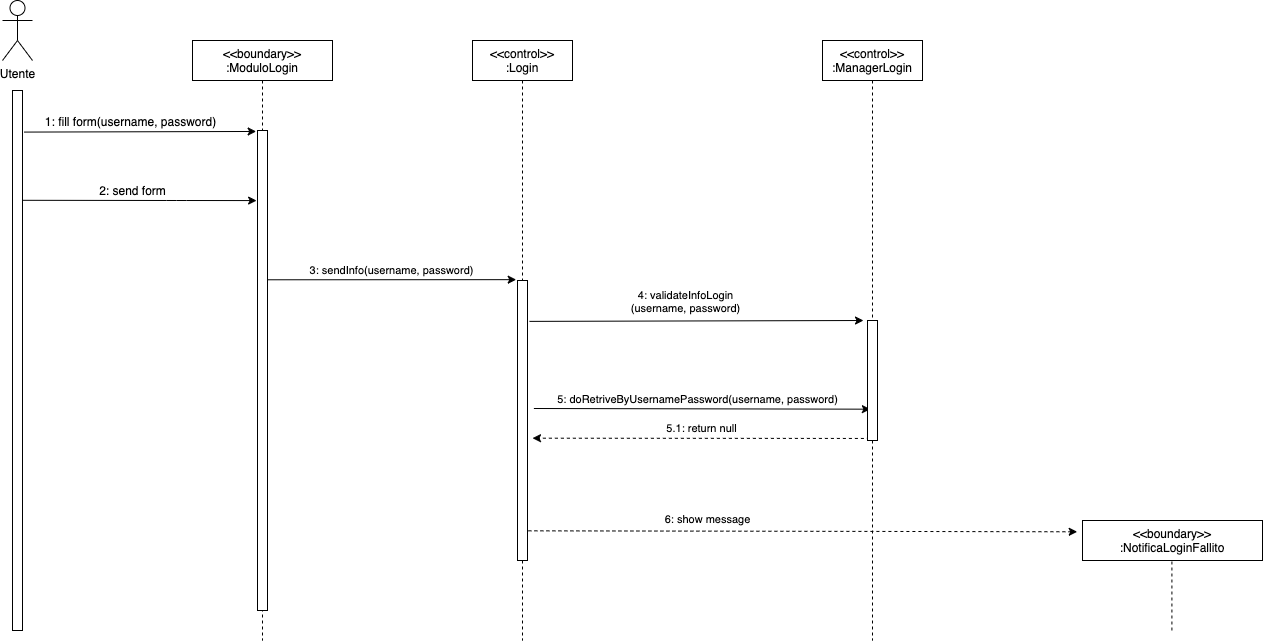 Utente
<<boundary>>
:ModuloLogin
<<control>>
:Login
<<control>>
:ManagerLogin
1: fill form(username, password)
2: send form
3: sendInfo(username, password)
4: validateInfoLogin
(username, password)
5: doRetriveByUsernamePassword(username, password)
5.1: return null
6: show message
<<boundary>>
:NotificaLoginFallito